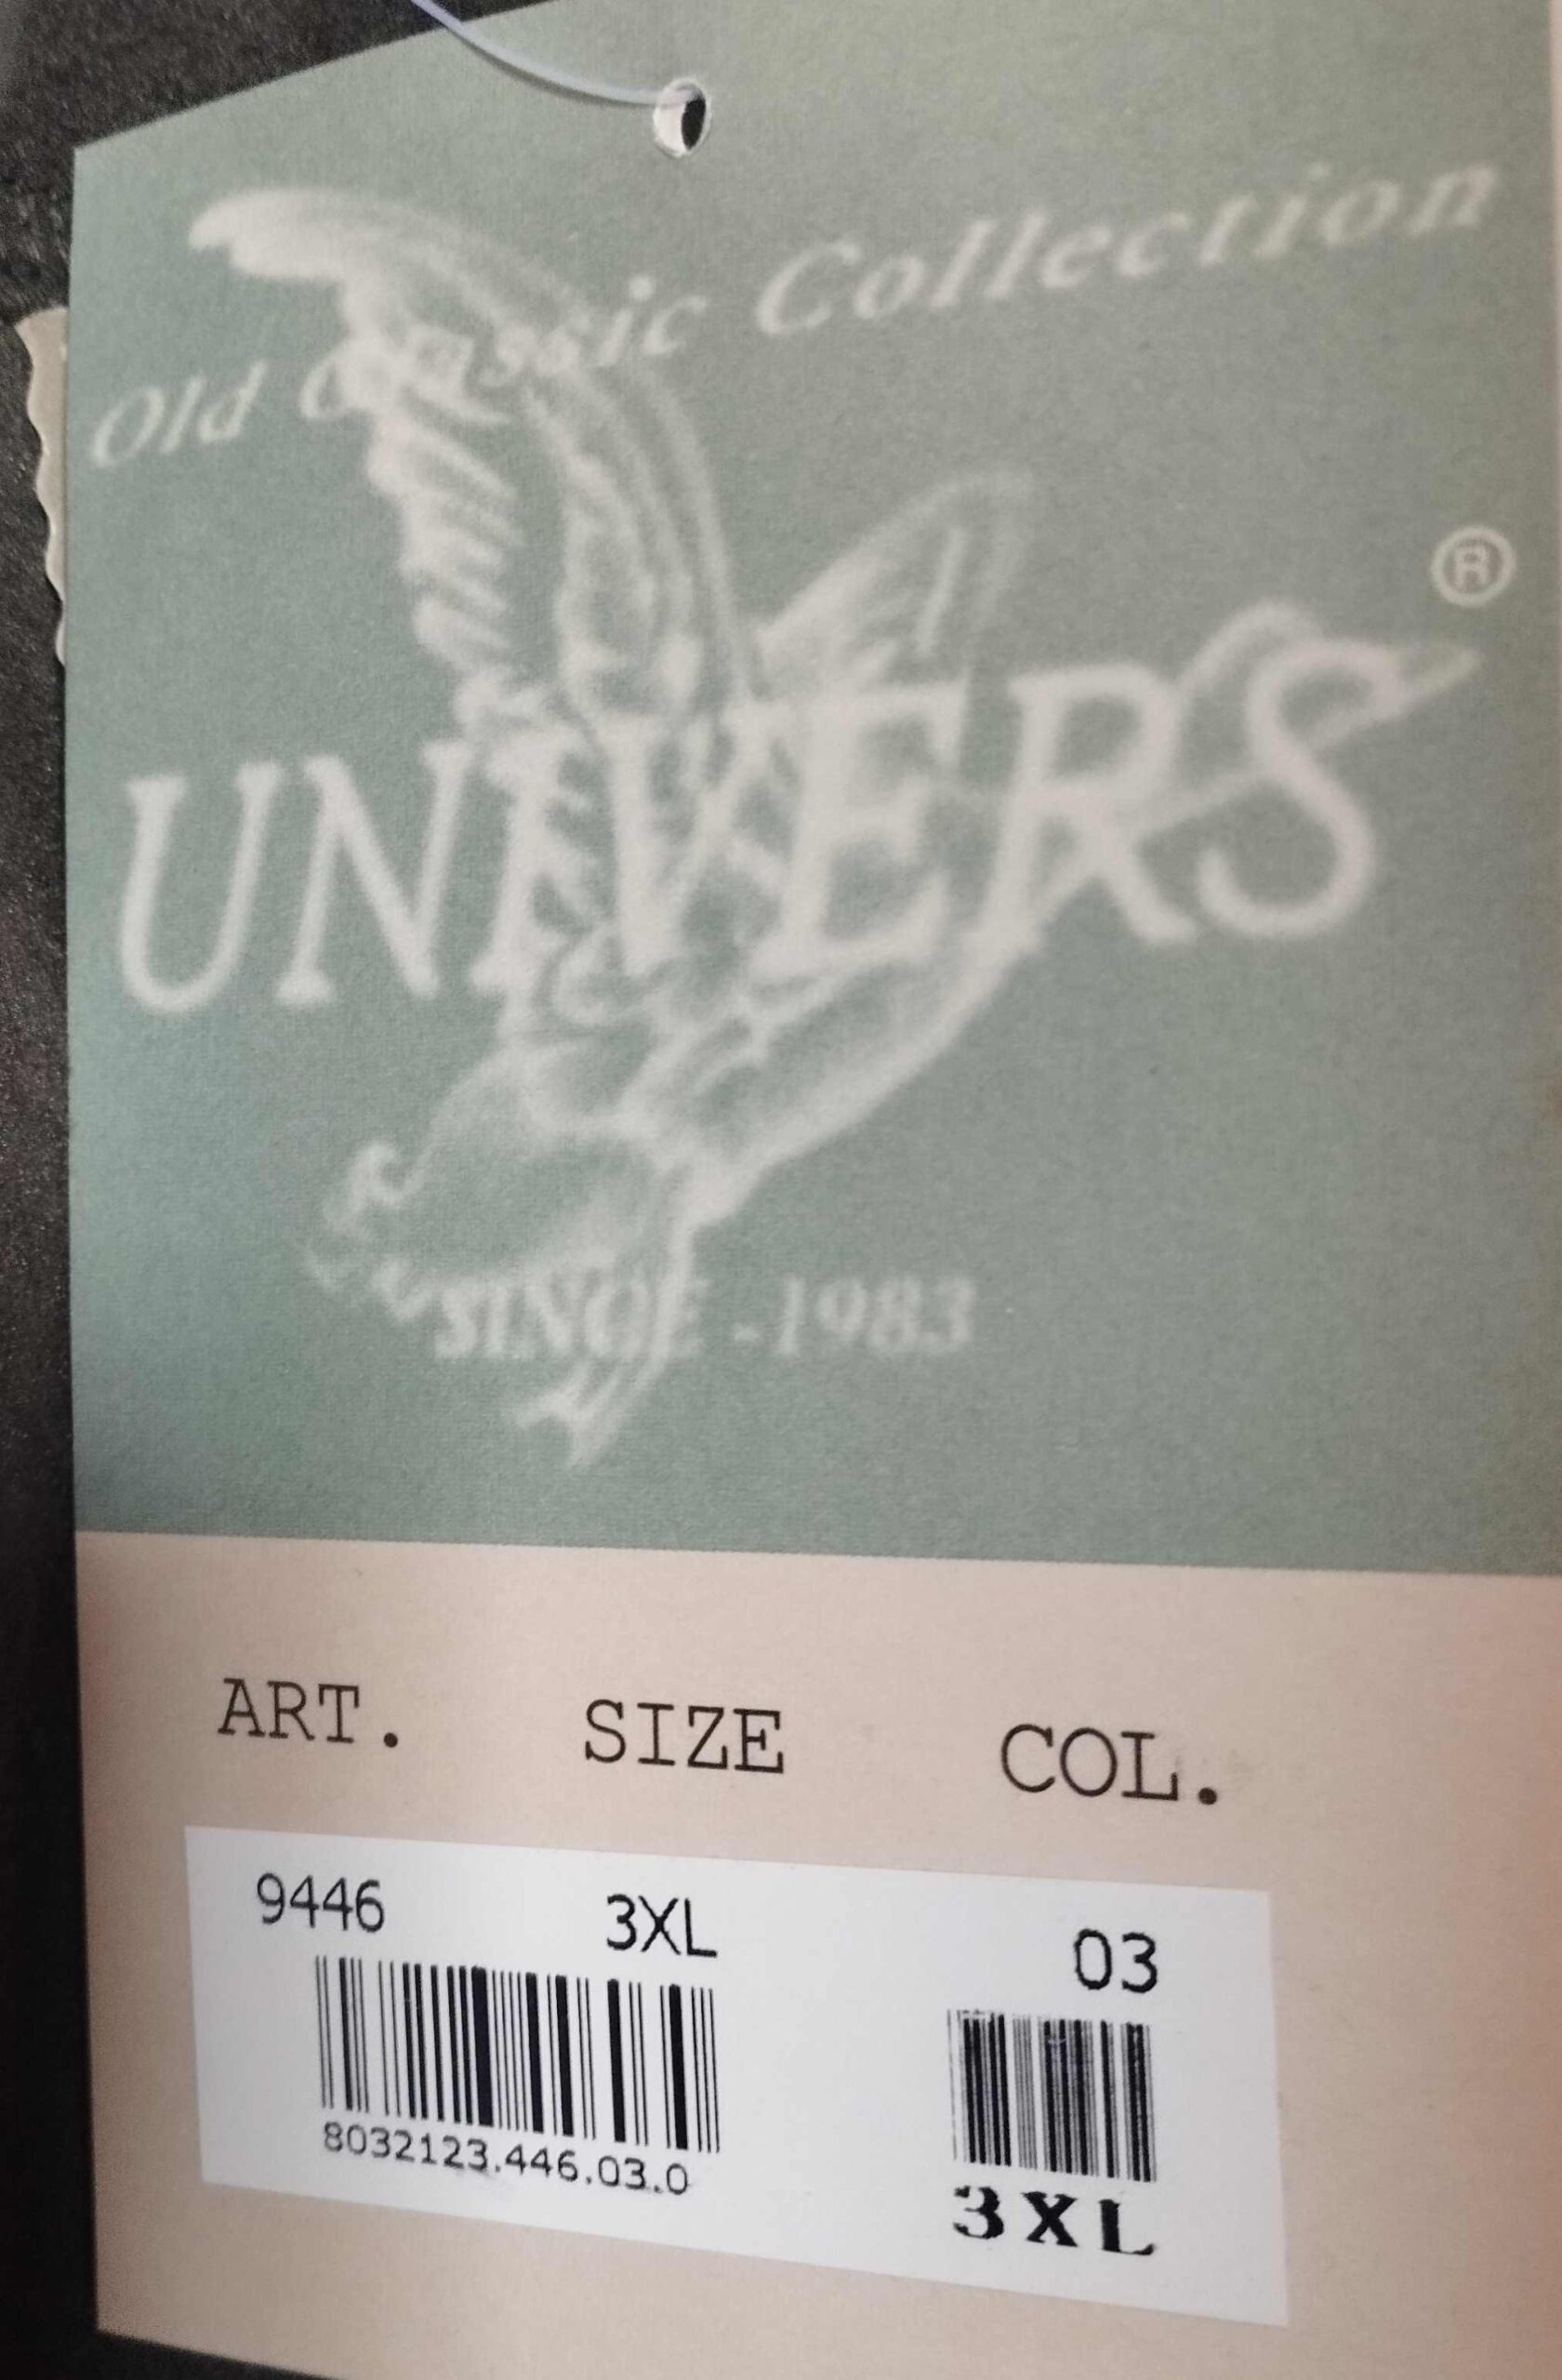 Old Classic Collection
®
UNIVERS
SINCE -1983
ART. SIZE COL.
9446 3XL 03
8032123.446.03.0
3XL